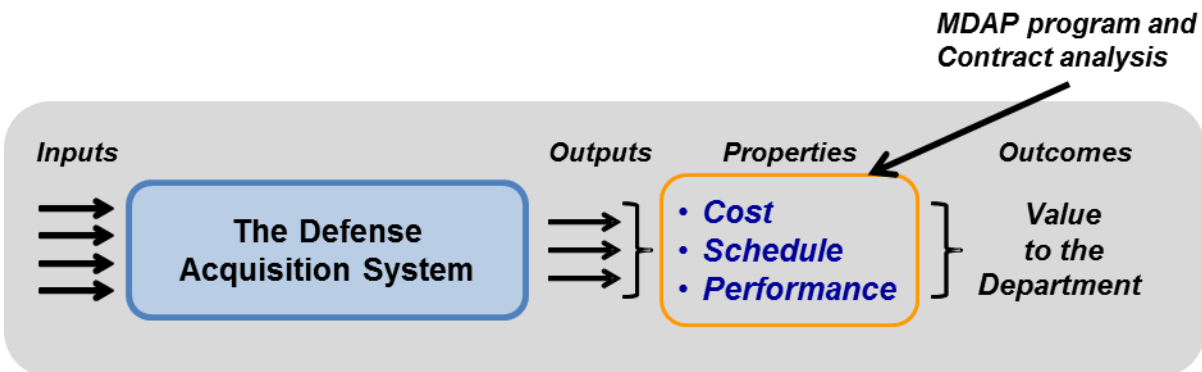 MDAP program and
Contract analysis
Inputs
Outputs
Properties
Outcomes
The Defense
Acquisition System
• Cost
• Schedule
• Performance
Value
to the
Department